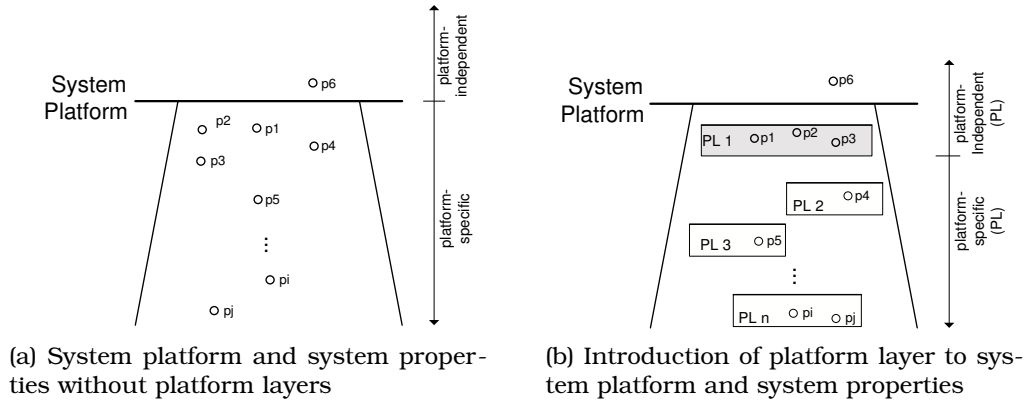 System
Platform
p6
p2
p1
p4
p3
p5
⋮
pi
pj
platform-
independent
platform-
specific
(a) System platform and system proper-
ties without platform layers
System
Platform
p6
PL 1
p1
p2
p3
PL 2
p4
PL 3
p5
⋮
PL n
pi
pj
platform-
Independent
(PL)
platform-
specific
(PL)
(b) Introduction of platform layer to sys-
tem platform and system properties